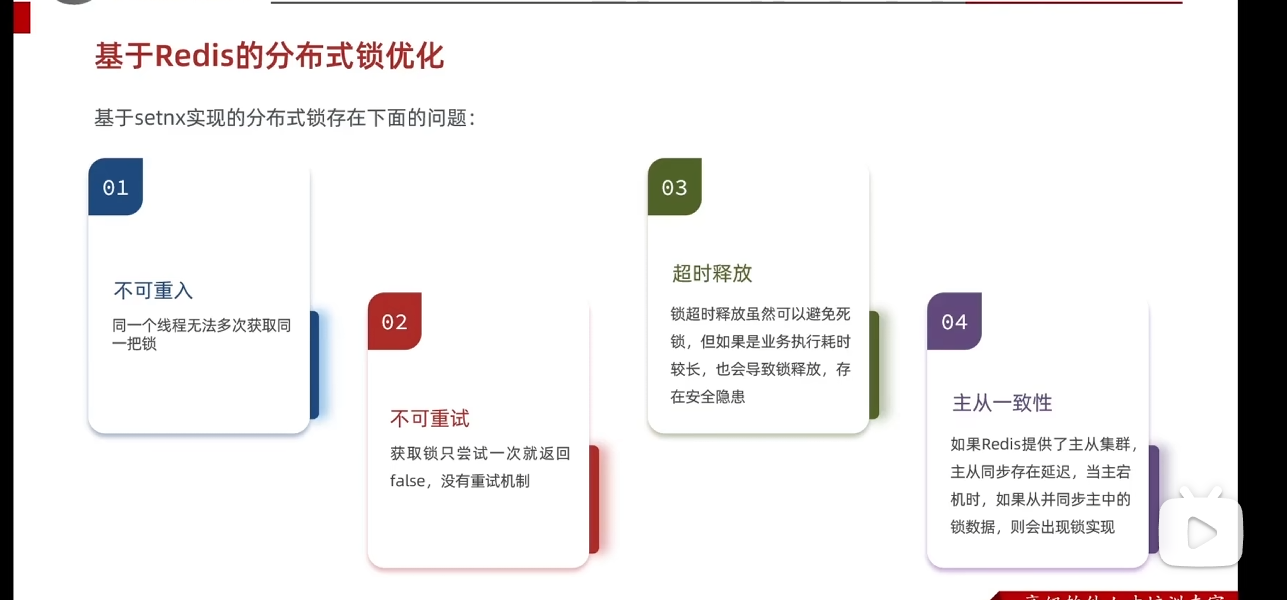 基于Redis的分布式锁优化
基于setnx实现的分布式锁存在下面的问题：
01
不可重入
同一个线程无法多次获取同
一把锁
02
不可重试
获取锁只尝试一次就返回
false，没有重试机制
03
超时释放
锁超时释放虽然可以避免死
锁，但如果是业务执行耗时
较长，也会导致锁释放，存
在安全隐患
04
主从一致性
如果Redis提供了主从集群，
主从同步存在延迟，当主宕
机时，如果从并同步主中的
锁数据，则会出现锁实现